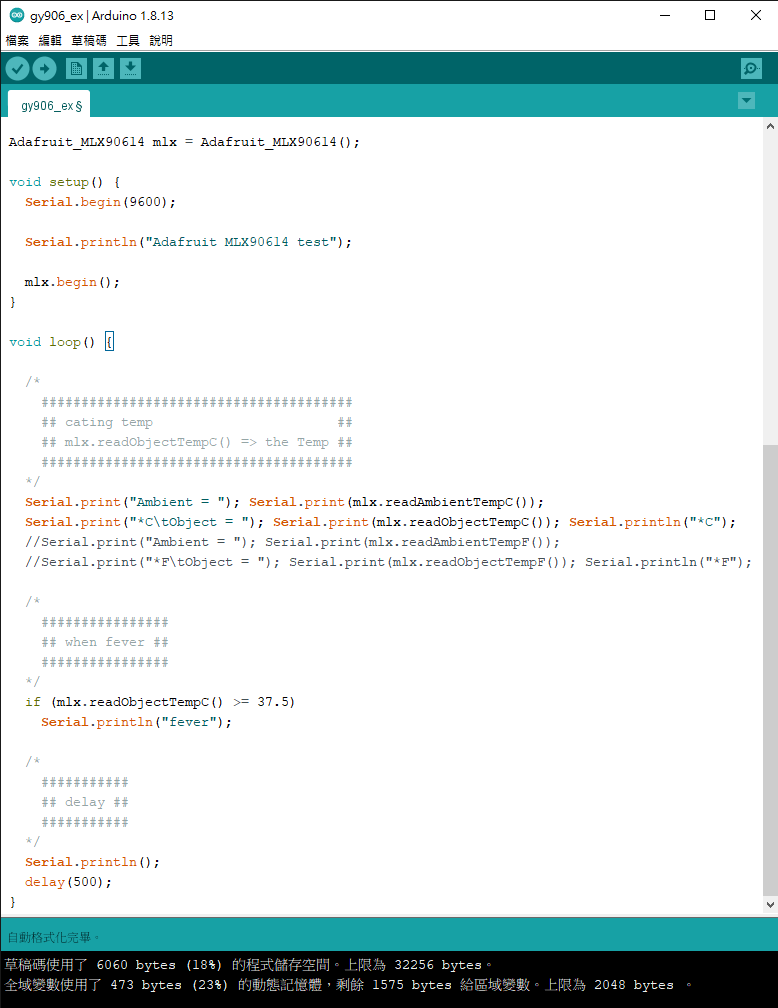 gy906_ex | Arduino 1.8.13
檔案 編輯 草稿碼 工具 說明
gy906_ex §
Adafruit_MLX90614 mlx = Adafruit_MLX90614();
void setup() {
Serial.begin(9600);
Serial.println("Adafruit MLX90614 test");
mlx.begin();
}
void loop() {
/*
#######################################
## cating temp ##
## mlx.readObjectTempC() => the Temp ##
#######################################
*/
Serial.print("Ambient = "); Serial.print(mlx.readAmbientTempC());
Serial.print("*C\tObject = "); Serial.print(mlx.readObjectTempC()); Serial.println("*C");
//Serial.print("Ambient = "); Serial.print(mlx.readAmbientTempF());
//Serial.print("*F\tObject = "); Serial.print(mlx.readObjectTempF()); Serial.println("*F");
/*
################
## when fever ##
################
*/
if (mlx.readObjectTempC() >= 37.5)
Serial.println("fever");
/*
###########
## delay ##
###########
*/
Serial.println();
delay(500);
}
自動格式化完畢。
草稿碼使用了 6060 bytes (18%) 的程式儲存空間。上限為 32256 bytes。
全域變數使用了 473 bytes (23%) 的動態記憶體，剩餘 1575 bytes 給區域變數。上限為 2048 bytes 。